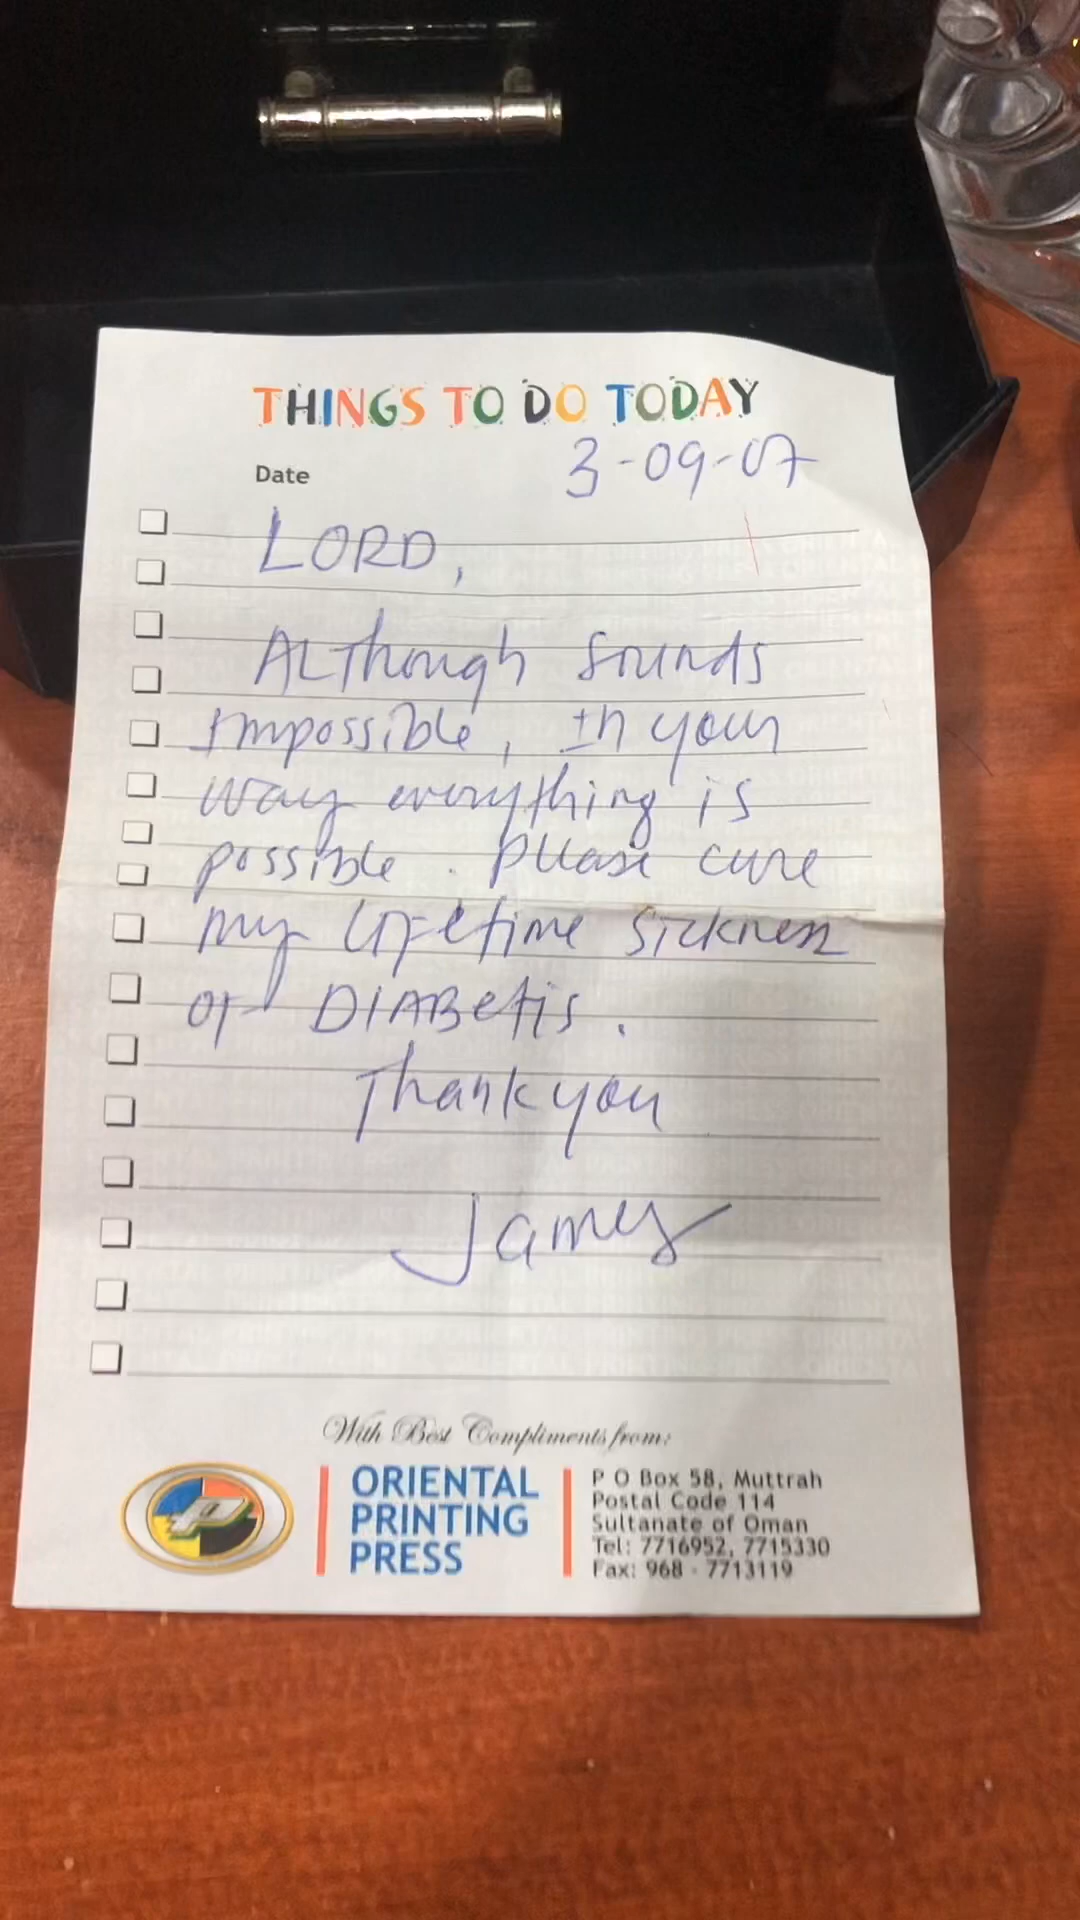 THINGS TO DO TODAY
Date 3-09-07
LORD,
ALthough sounds
Impossible, In your
way everything is
possible. Please cure
my Lifetime sickness
of DIABetis.
Thank you
James
With Best Compliments from:
ORIENTAL
PRINTING
PRESS
P O Box 58, Muttrah
Postal Code 114
Sultanate of Oman
Tel: 7716952, 7715330
Fax: 968 - 7713119